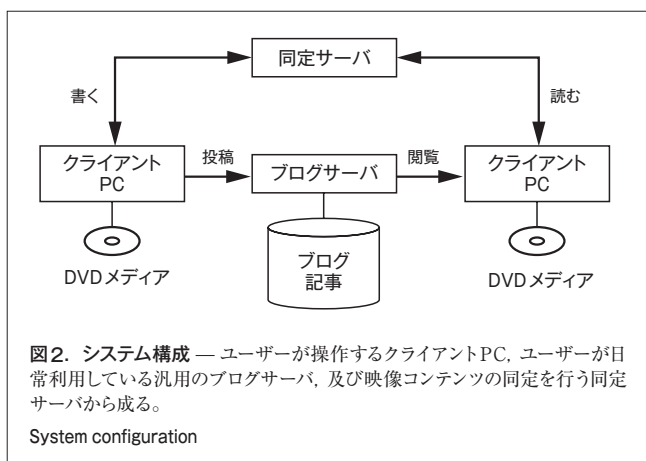 同定サーバ
書く
読む
クライアント
PC
投稿
ブログサーバ
閲覧
クライアント
PC
DVDメディア
ブログ
記事
DVDメディア
図2. システム構成 — ユーザーが操作するクライアントPC, ユーザーが日
常利用している汎用のブログサーバ, 及び映像コンテンツの同定を行う同定
サーバから成る。
System configuration